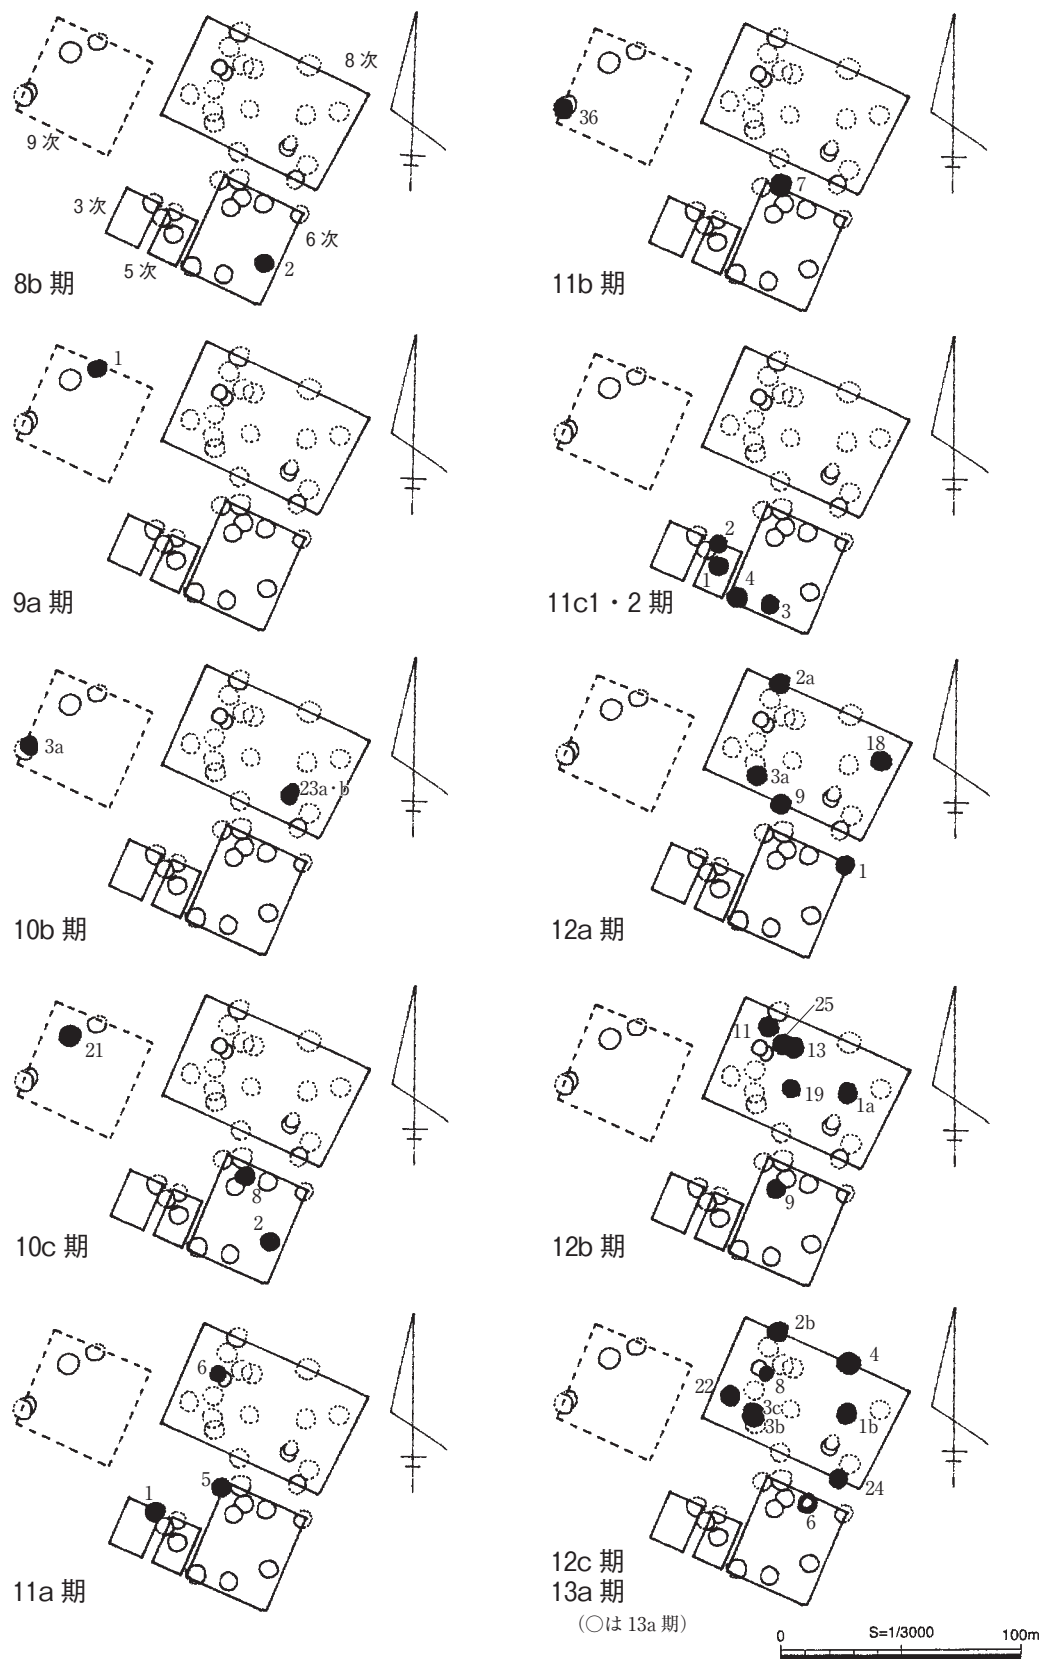 8 次
9 次
3 次
5 次
6 次
2
8b 期
1
9a 期
3a
23a·b
10b 期
21
8
2
10c 期
6
5
1
11a 期
36
7
11b 期
2
1
4
3
11c1・2 期
2a
18
3a
9
1
12a 期
25
11
13
19
1a
9
12b 期
2b
4
8
22
3c
3b
1b
24
6
12c 期
13a 期
(○は 13a 期)
0 S=1/3000 100m